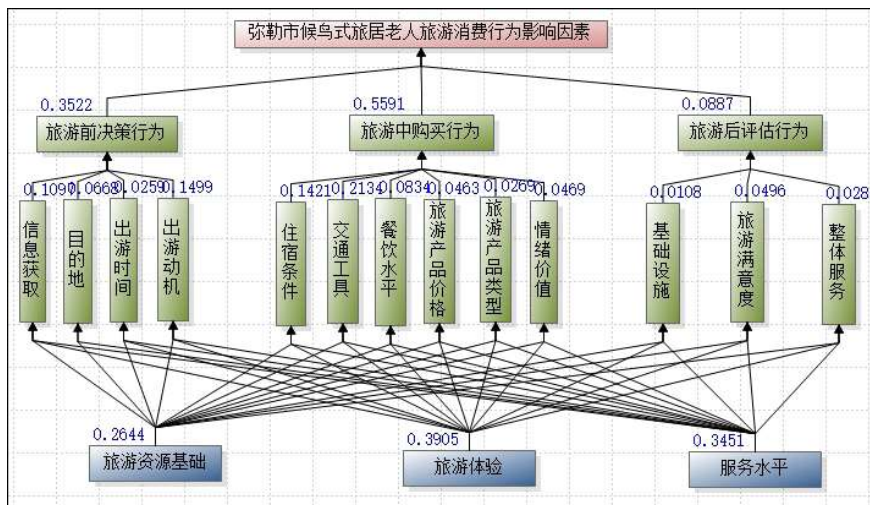 弥勒市候鸟式旅居老人旅游消费行为影响因素
0.3522
0.5591
0.0887
旅游前决策行为
旅游中购买行为
旅游后评估行为
0.1097
0.0668
0.0259
0.1499
0.1421
0.2134
0.0834
0.0463
0.0269
0.0469
0.0108
0.0496
0.028
信息获取
目的地
出游时间
出游动机
住宿条件
交通工具
餐饮水平
旅游产品价格
旅游产品类型
情绪价值
基础设施
旅游满意度
整体服务
0.2644
0.3905
0.3451
旅游资源基础
旅游体验
服务水平